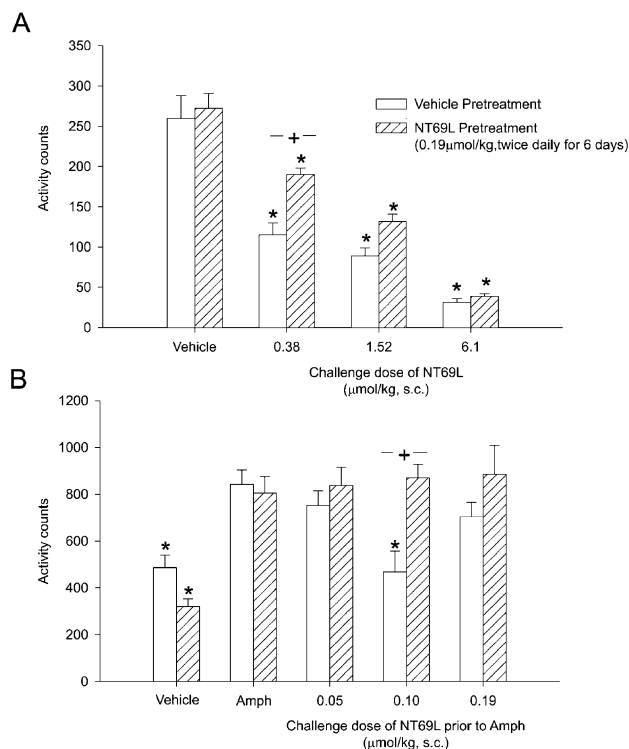 A
350
300
250
200
150
100
50
0
Activity counts
Vehicle Pretreatment
NT69L Pretreatment
(0.19μmol/kg,twice daily for 6 days)
+
*
*
*
*
*
*
Vehicle 0.38 1.52 6.1
Challenge dose of NT69L
(μmol/kg, s.c.)
B
1200
1000
800
600
400
200
0
Activity counts
+
*
*
*
Vehicle Amph 0.05 0.10 0.19
Challenge dose of NT69L prior to Amph
(μmol/kg, s.c.)